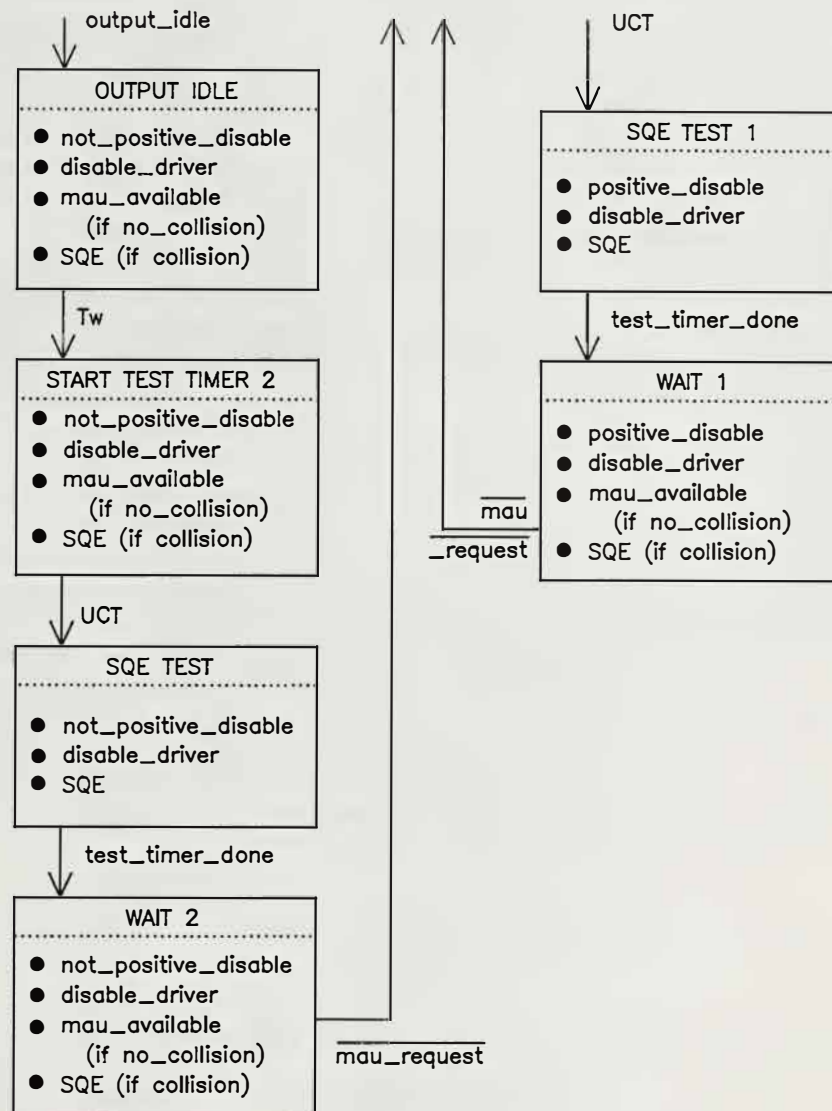 output_idle
OUTPUT IDLE
● not_positive_disable
● disable_driver
● mau_available
(if no_collision)
● SQE (if collision)
Tw
START TEST TIMER 2
● not_positive_disable
● disable_driver
● mau_available
(if no_collision)
● SQE (if collision)
UCT
SQE TEST
● not_positive_disable
● disable_driver
● SQE
test_timer_done
WAIT 2
● not_positive_disable
● disable_driver
● mau_available
(if no_collision)
● SQE (if collision)
mau_request
UCT
SQE TEST 1
● positive_disable
● disable_driver
● SQE
test_timer_done
WAIT 1
● positive_disable
● disable_driver
● mau_available
(if no_collision)
● SQE (if collision)
mau
_request